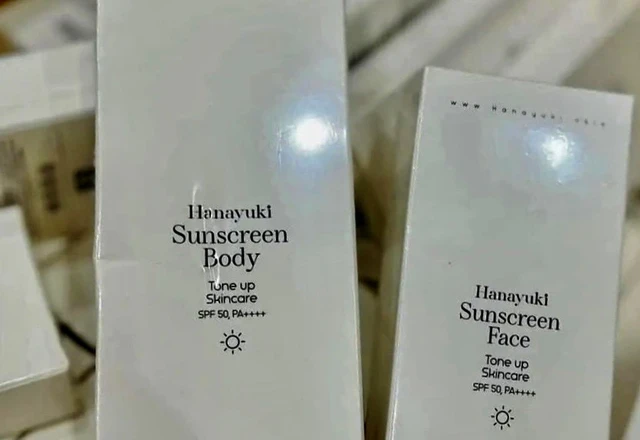 Hanayuki
Sunscreen
Body
Tone up
Skincare
SPF 50, PA++++
www Hanayuki skin
Hanayuki
Sunscreen
Face
Tone up
Skincare
SPF 50, PA++++